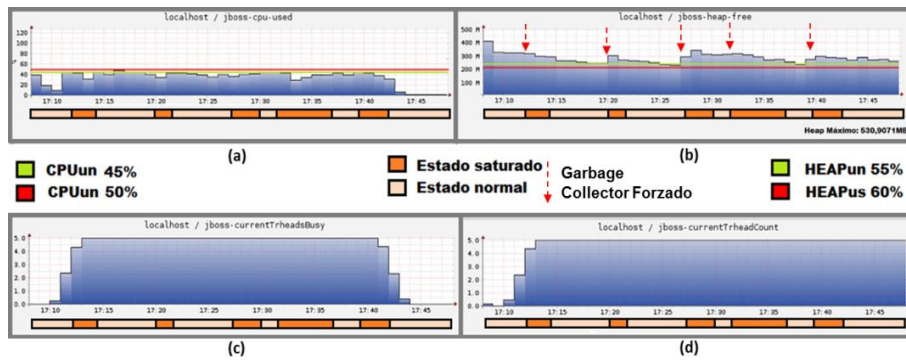 localhost / jboss-cpu-used
120
100
80
60
40
20
0
%
17:10 17:15 17:20 17:25 17:30 17:35 17:40 17:45
(a)
localhost / jboss-heap-free
500 M
400 M
300 M
200 M
100 M
17:10 17:15 17:20 17:25 17:30 17:35 17:40 17:45
Heap Máximo: 530,9071MB
(b)
CPUun 45%
CPUun 50%
Estado saturado
Estado normal
Garbage
Collector Forzado
HEAPun 55%
HEAPus 60%
localhost / jboss-currentTrheadsBusy
5.0
4.0
3.0
2.0
1.0
0.0
17:10 17:15 17:20 17:25 17:30 17:35 17:40 17:45
(c)
localhost / jboss-currentTrheadCount
5.0
4.0
3.0
2.0
1.0
0.0
17:10 17:15 17:20 17:25 17:30 17:35 17:40 17:45
(d)